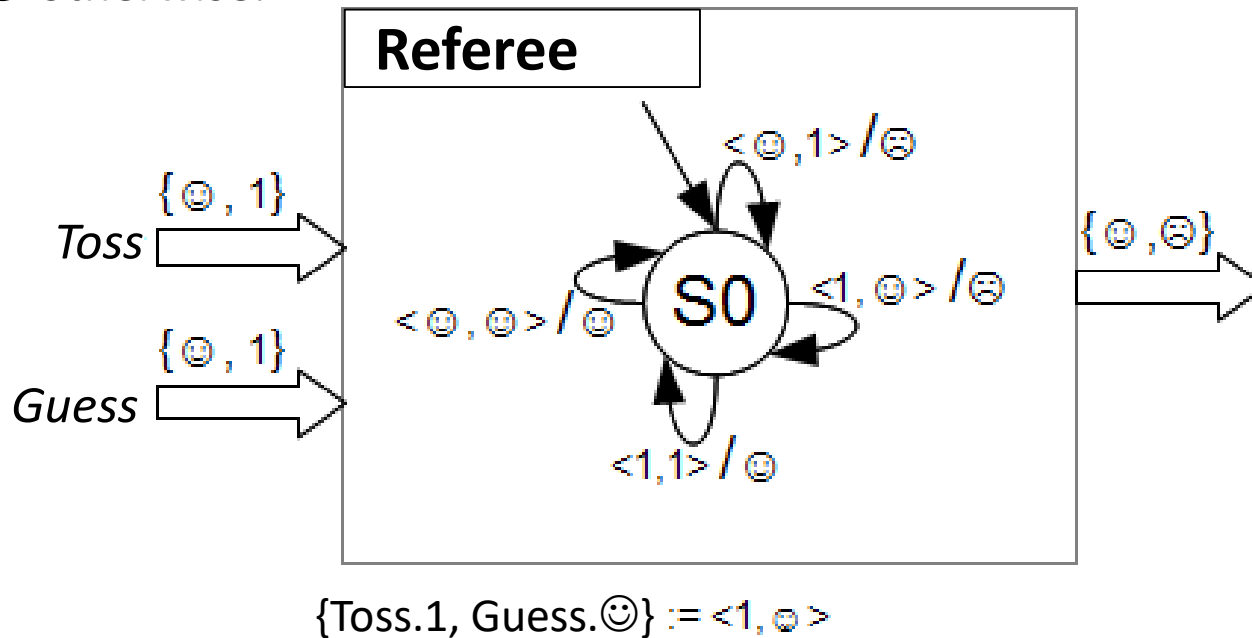 Referee
<☺,1>/☹
{☺, 1}
Toss
{☺,☹}
<1,☺>/☹
S0
<☺,☺>/☺
{☺, 1}
Guess
<1,1>/☺
{Toss.1, Guess.☺} := <1,☺>